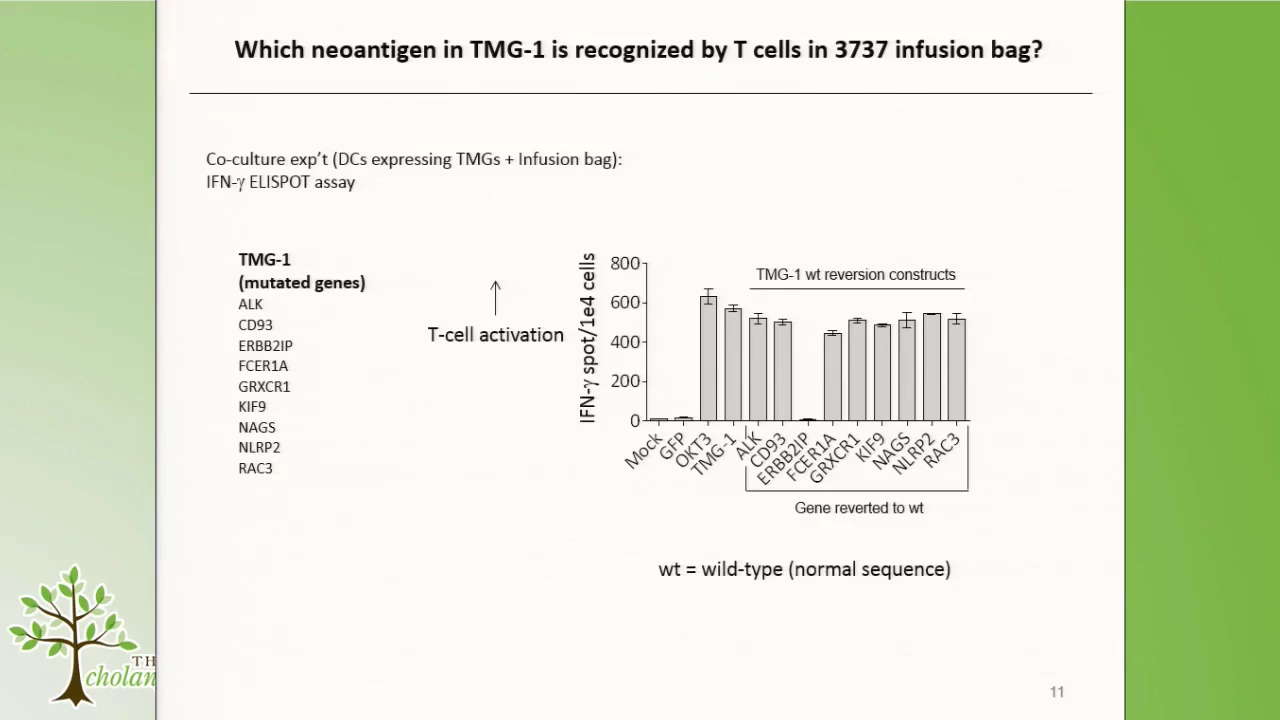 Which neoantigen in TMG-1 is recognized by T cells in 3737 infusion bag?
Co-culture exp't (DCs expressing TMGs + Infusion bag):
IFN-γ ELISPOT assay
TMG-1
(mutated genes)
ALK
CD93
ERBB2IP
FCER1A
GRXCR1
KIF9
NAGS
NLRP2
RAC3
T-cell activation
IFN-γ spot/1e4 cells
800
600
400
200
0
TMG-1 wt reversion constructs
Mock
GFP
OKT3
TMG-1
ALK
CD93
ERBB2IP
FCER1A
GRXCR1
KIF9
NAGS
NLRP2
RAC3
Gene reverted to wt
wt = wild-type (normal sequence)
TH
cholan
11